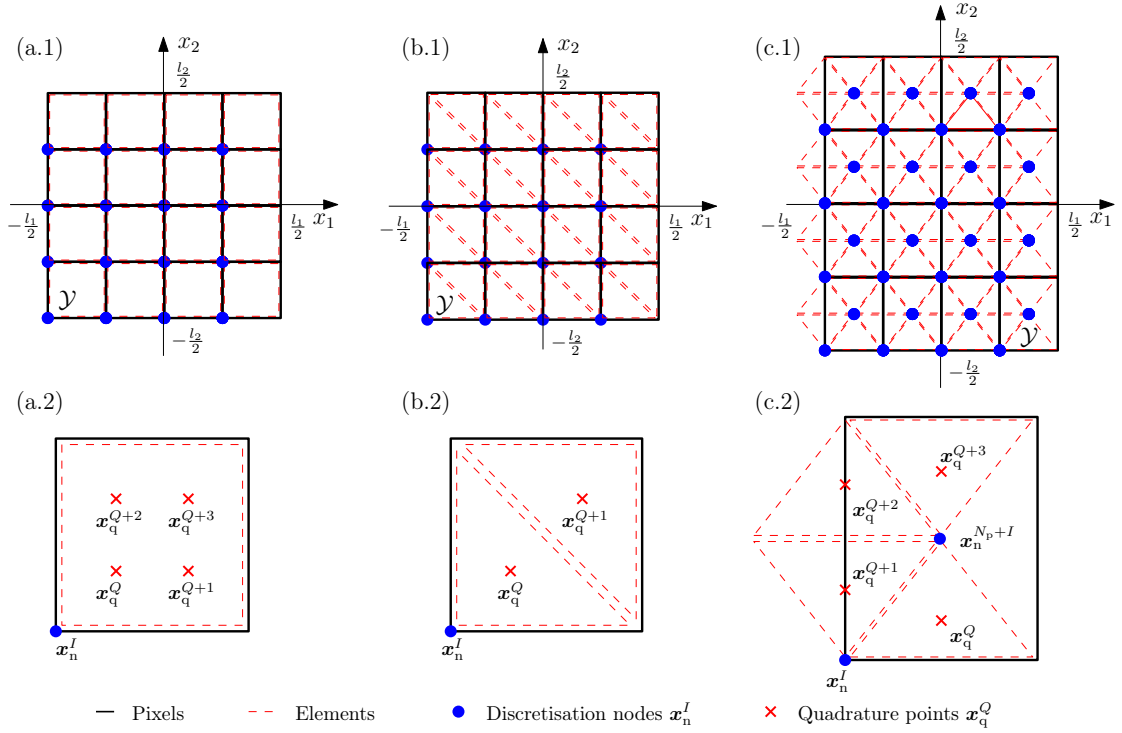 (a.1)
x₂
l₂/2
x₁
−l₁/2
l₁/2
𝒴
−l₂/2
(b.1)
x₂
l₂/2
x₁
−l₁/2
l₁/2
𝒴
−l₂/2
(c.1)
x₂
l₂/2
x₁
−l₁/2
l₁/2
𝒴
−l₂/2
(a.2)
x_q^{Q+2} x_q^{Q+3}
x_q^Q x_q^{Q+1}
x_n^I
(b.2)
x_q^{Q+1}
x_q^Q
x_n^I
(c.2)
x_q^{Q+3}
x_q^{Q+2}
x_n^{N_p+I}
x_q^{Q+1}
x_q^Q
x_n^I
Pixels
Elements
Discretisation nodes x_n^I
Quadrature points x_q^Q